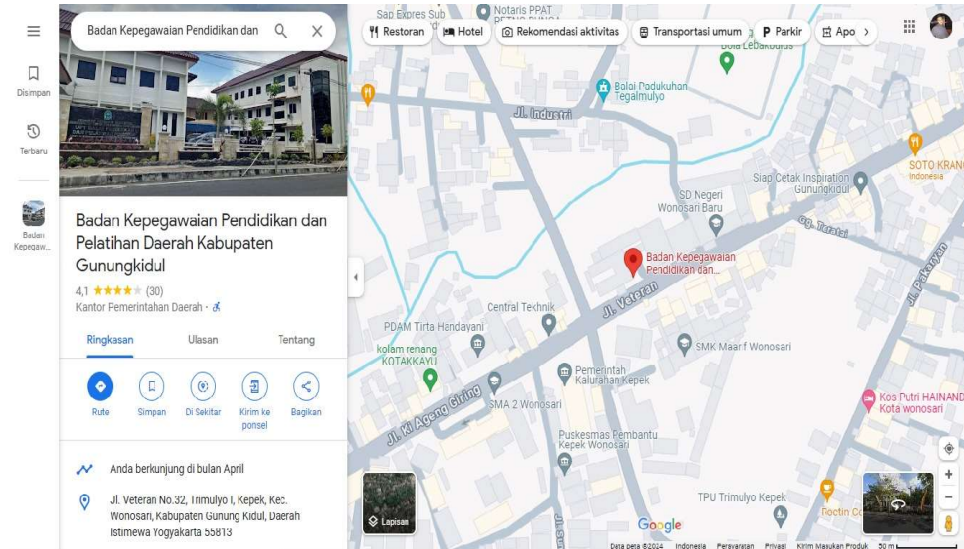 Badan Kepegawaian Pendidikan dan
Disimpan
Terbaru
Badan
Kepegaw...
Badan Kepegawaian Pendidikan dan
Pelatihan Daerah Kabupaten
Gunungkidul
4,1 ★★★★★ (30)
Kantor Pemerintahan Daerah ·
Ringkasan Ulasan Tentang
Rute
Simpan
Di Sekitar
Kirim ke
ponsel
Bagikan
Anda berkunjung di bulan April
Jl. Veteran No.32, Trimulyo I, Kepek, Kec.
Wonosari, Kabupaten Gunung Kidul, Daerah
Istimewa Yogyakarta 55813
Restoran Hotel Rekomendasi aktivitas Transportasi umum P Parkir Apo
Sap Expres Sub
Notaris PPAT
Balai Padukuhan
Tegalmulyo
Jl. Industri
SOTO KRAN
Indonesia
Siap Cetak Inspiration
Gunungkidul
SD Negeri
Wonosari Baru
Gg. Teratai
Badan Kepegawaian
Pendidikan dan...
Jl. Veteran
Jl. Pakaryan
Central Teknik
PDAM Tirta Handayani
kolam renang
KOTAKKAYU
SMK Maarif Wonosari
Pemerintah
Kalurahan Kepek
SMA 2 Wonosari
Jl. Ki Ageng Giring
Kos Putri HAINAND
Kota wonosari
Puskesmas Pembantu
Kepek Wonosari
TPU Trimulyo Kepek
Lapisan
Google
Data peta ©2024 Indonesia Persyaratan Privasi Kirim Masukan Produk 50 m